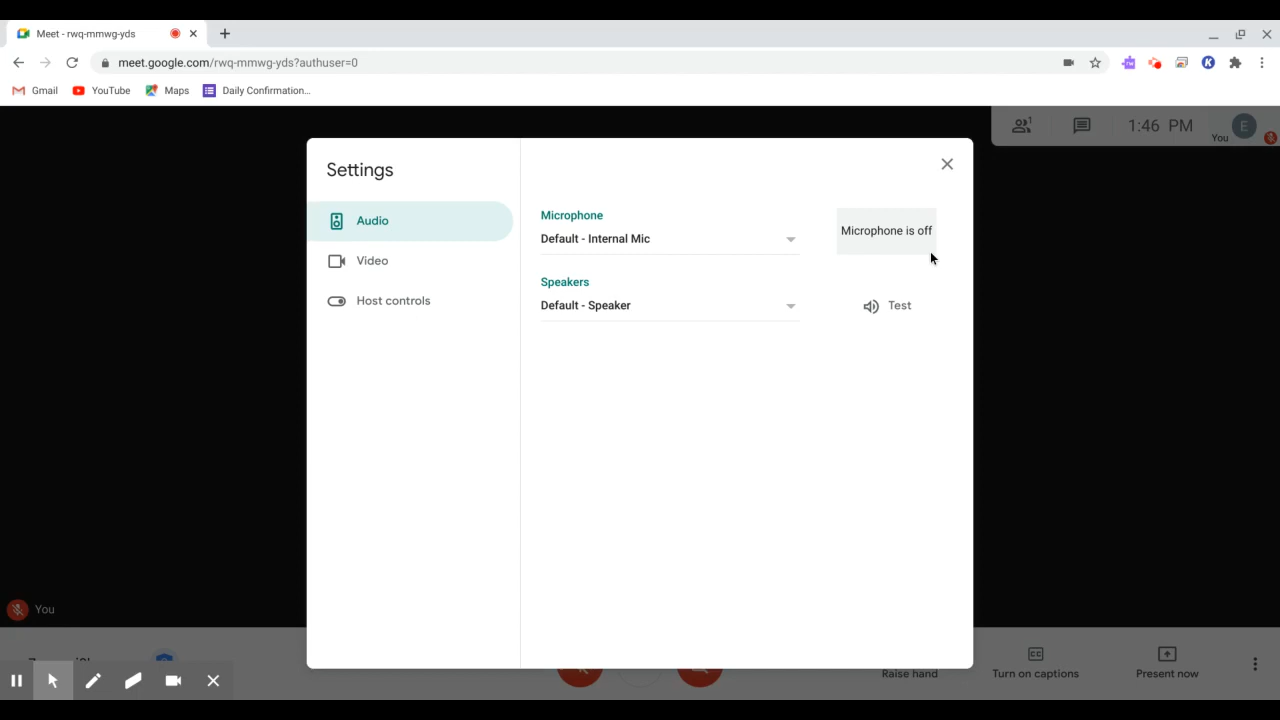 Meet - rwq-mmwg-yds
meet.google.com/rwq-mmwg-yds?authuser=0
Gmail YouTube Maps Daily Confirmation...
1 1:46 PM You E
Settings
Audio
Video
Host controls
Microphone
Default - Internal Mic
Microphone is off
Speakers
Default - Speaker
Test
You
Raise hand
CC
Turn on captions
Present now